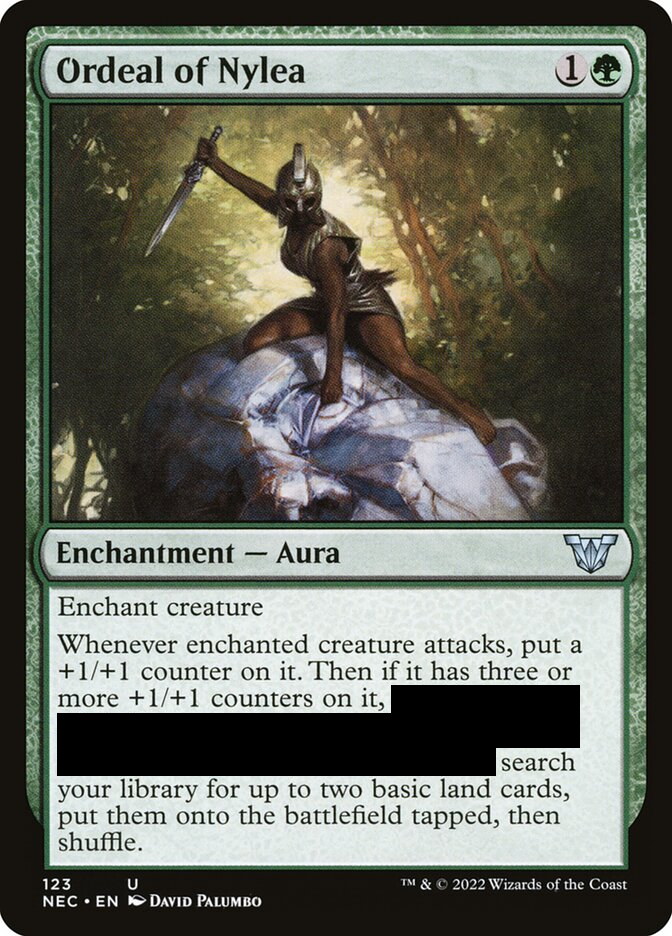 Ordeal of Nylea
1
Enchantment — Aura
Enchant creature
Whenever enchanted creature attacks, put a
+1/+1 counter on it. Then if it has three or
more +1/+1 counters on it,
search
your library for up to two basic land cards,
put them onto the battlefield tapped, then
shuffle.
123 U
NEC • EN David Palumbo
™ & © 2022 Wizards of the Coast